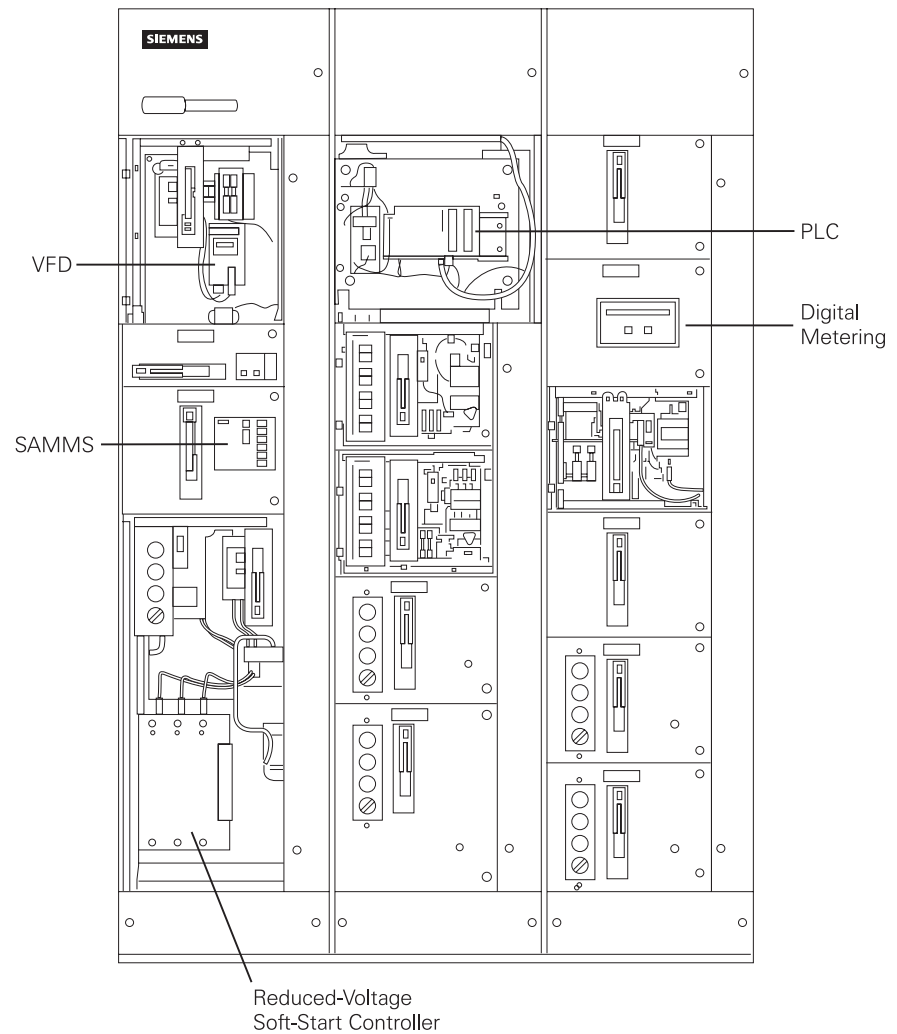 SIEMENS
VFD
PLC
Digital
Metering
SAMMS
Reduced-Voltage
Soft-Start Controller